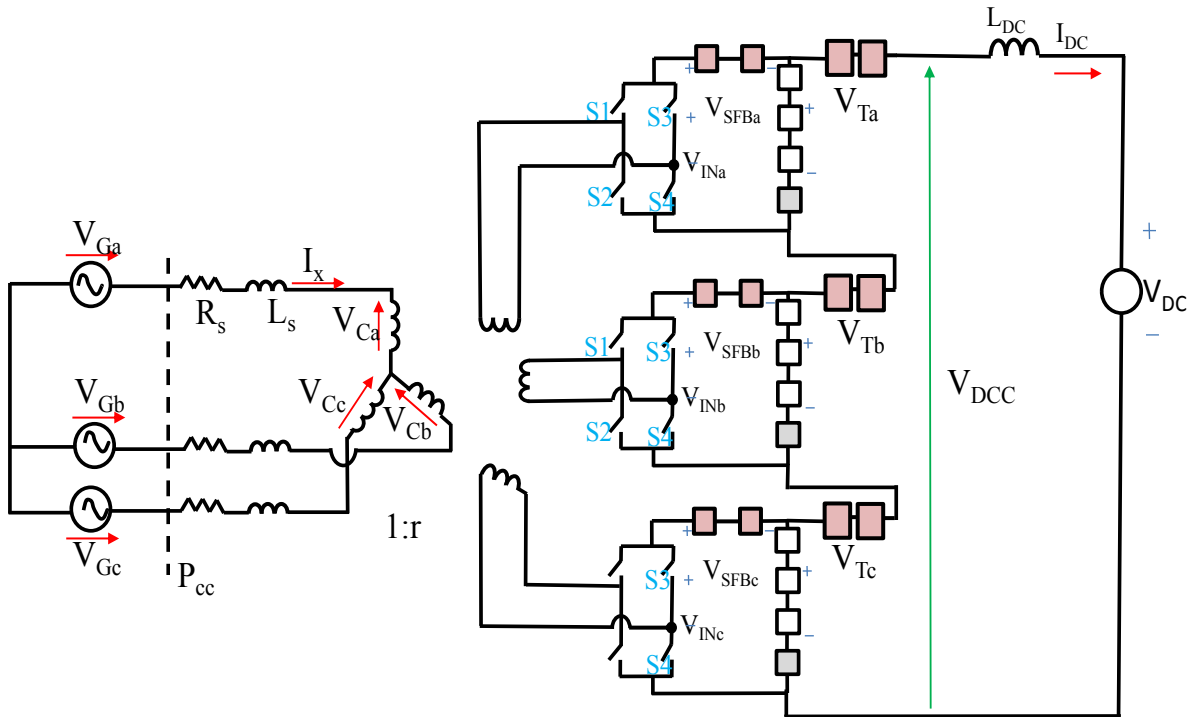 L_DC
I_DC
V_Ta
S1
S3
+
V_SFBa
−
+
+
V_INa
−
−
S2
S4
V_Ga
I_x
R_s
L_s
V_Ca
V_Gb
V_Cc
V_Cb
V_Gc
P_cc
1:r
+
−
V_Tb
S1
S3
+
V_SFBb
+
V_INb
−
−
S2
S4
V_DCC
+
V_DC
−
+
−
V_Tc
S3
+
V_SFBc
+
V_INc
−
−
S4